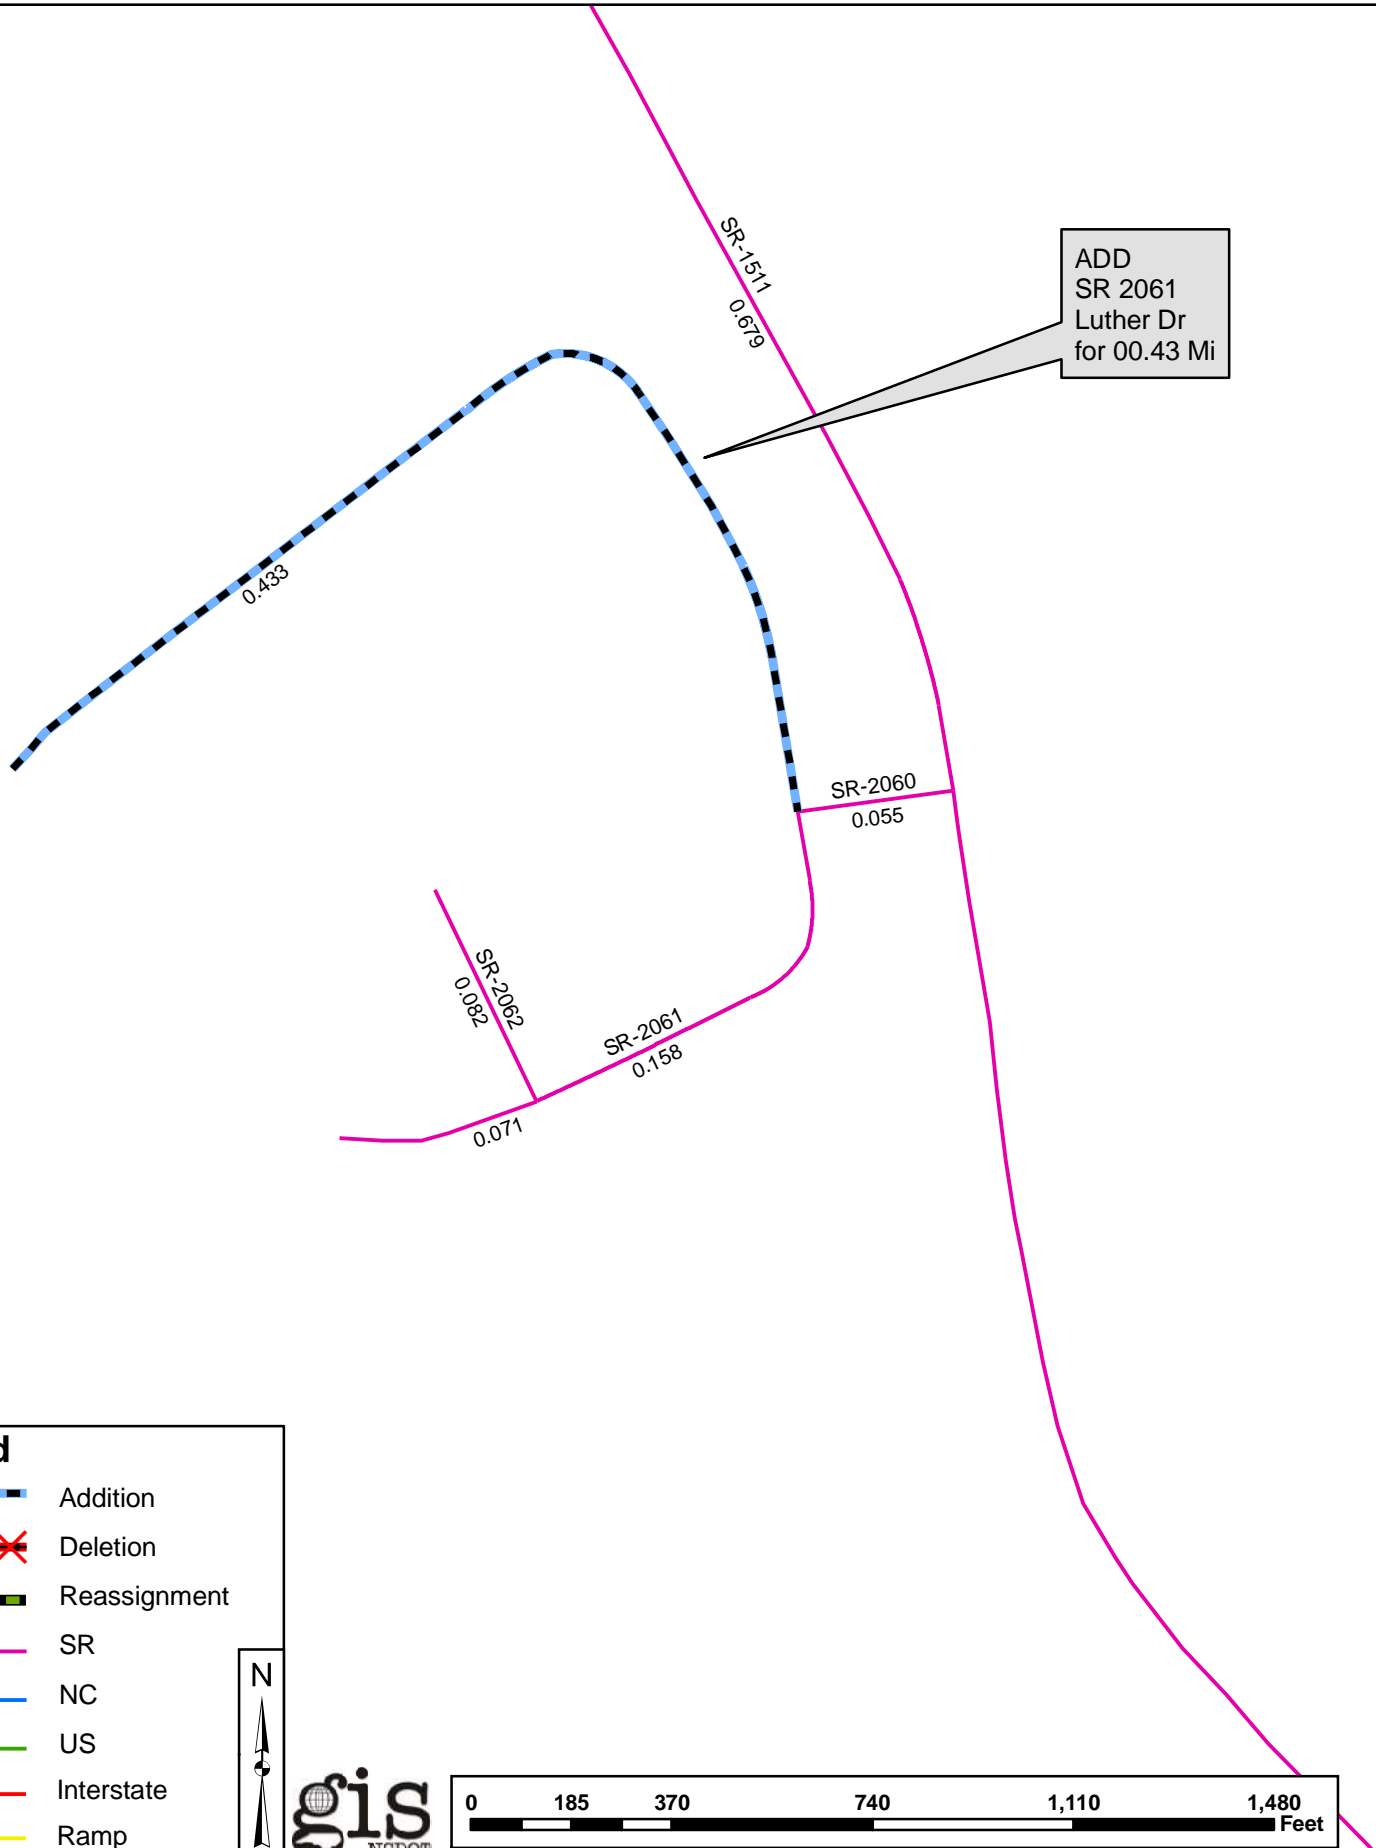 SR-1511
0.679
ADD
SR 2061
Luther Dr
for 00.43 Mi
0.433
SR-2060
0.055
SR-2062
0.082
SR-2061
0.158
0.071
Addition
Deletion
Reassignment
SR
NC
US
Interstate
Ramp
N
gis
0 185 370 740 1,110 1,480
Feet